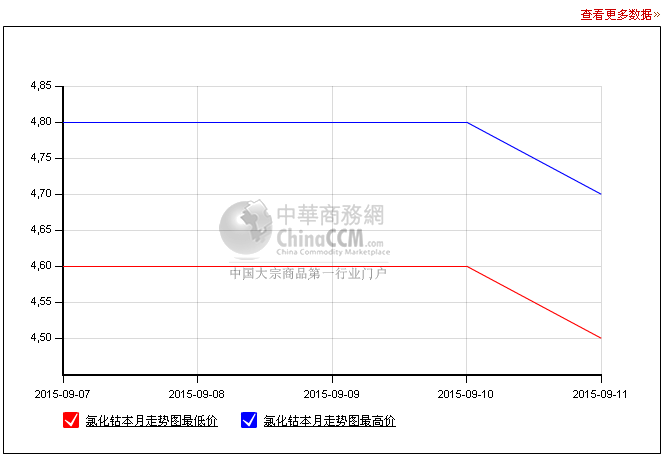 查看更多数据»
4,85
4,80
4,75
4,70
4,65
4,60
4,55
4,50
中華商務網
ChinaCCM.com
China Commodity Marketplace
中国大宗商品第一行业门户
2015-09-07 2015-09-08 2015-09-09 2015-09-10 2015-09-11
氯化钴本月走势图最低价 氯化钴本月走势图最高价